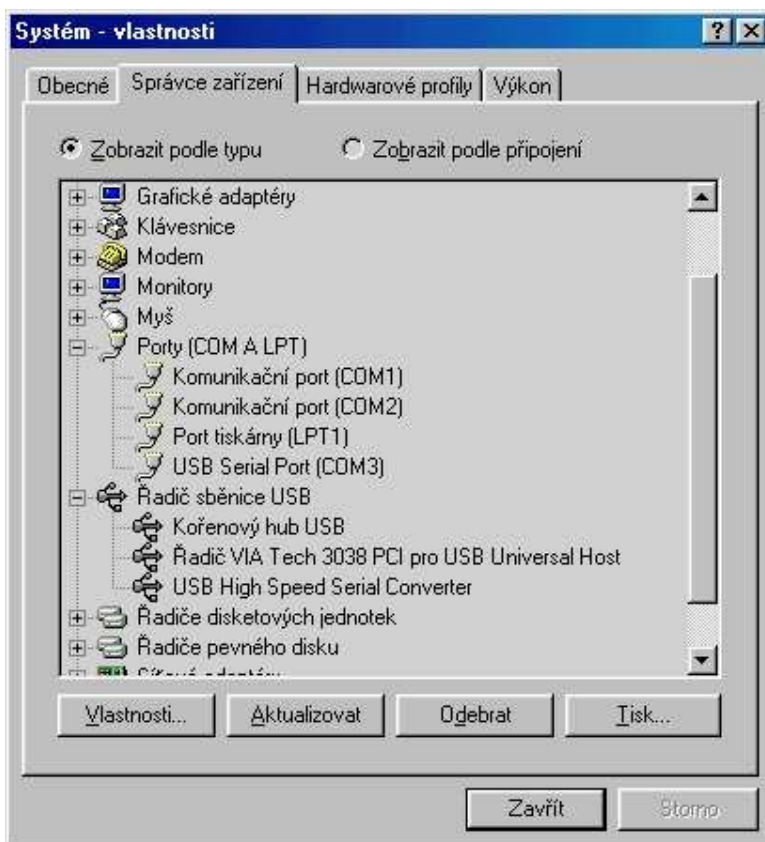 Systém - vlastnosti
Obecné Správce zařízení Hardwarové profily Výkon
Zobrazit podle typu Zobrazit podle připojení
Grafické adaptéry
Klávesnice
Modem
Monitory
Myš
Porty (COM A LPT)
Komunikační port (COM1)
Komunikační port (COM2)
Port tiskárny (LPT1)
USB Serial Port (COM3)
Řadič sběnice USB
Kořenový hub USB
Řadič VIA Tech 3038 PCI pro USB Universal Host
USB High Speed Serial Converter
Řadiče disketových jednotek
Řadiče pevného disku
Vlastnosti... Aktualizovat Odebrat Tisk...
Zavřít Storno